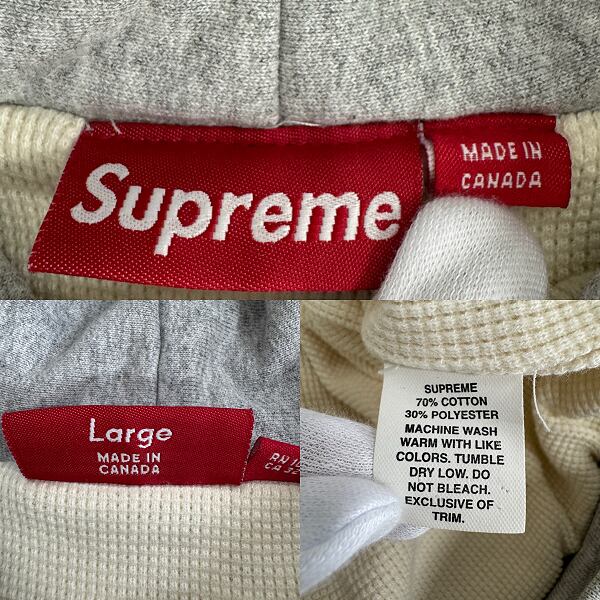 Supreme
MADE IN
CANADA
Large
MADE IN
CANADA
SUPREME
70% COTTON
30% POLYESTER
MACHINE WASH
WARM WITH LIKE
COLORS. TUMBLE
DRY LOW. DO
NOT BLEACH.
EXCLUSIVE OF
TRIM.